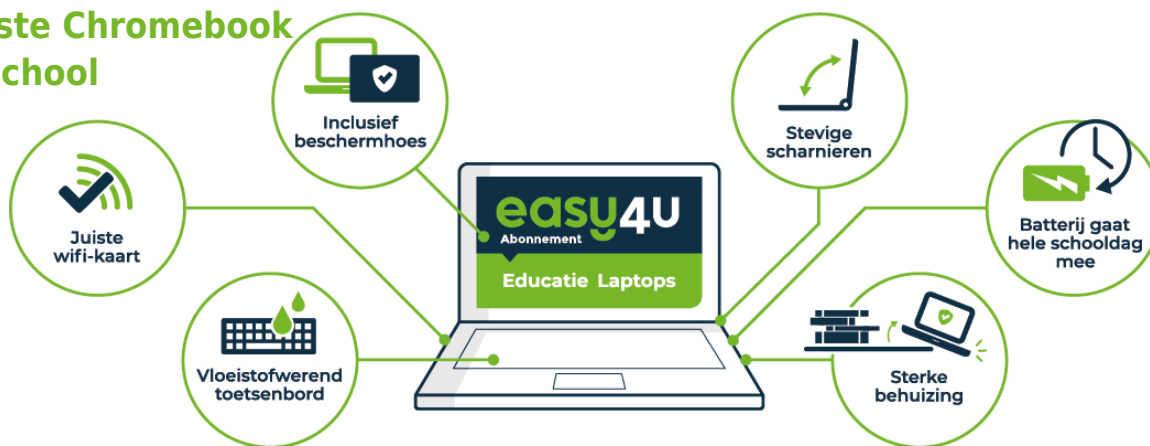 ste Chromebook
chool
Inclusief
beschermhoes
Stevige
scharnieren
Juiste
wifi-kaart
easy4u
Abonnement
Educatie Laptops
Batterij gaat
hele schooldag
mee
Vloeistofwerend
toetsenbord
Sterke
behuizing